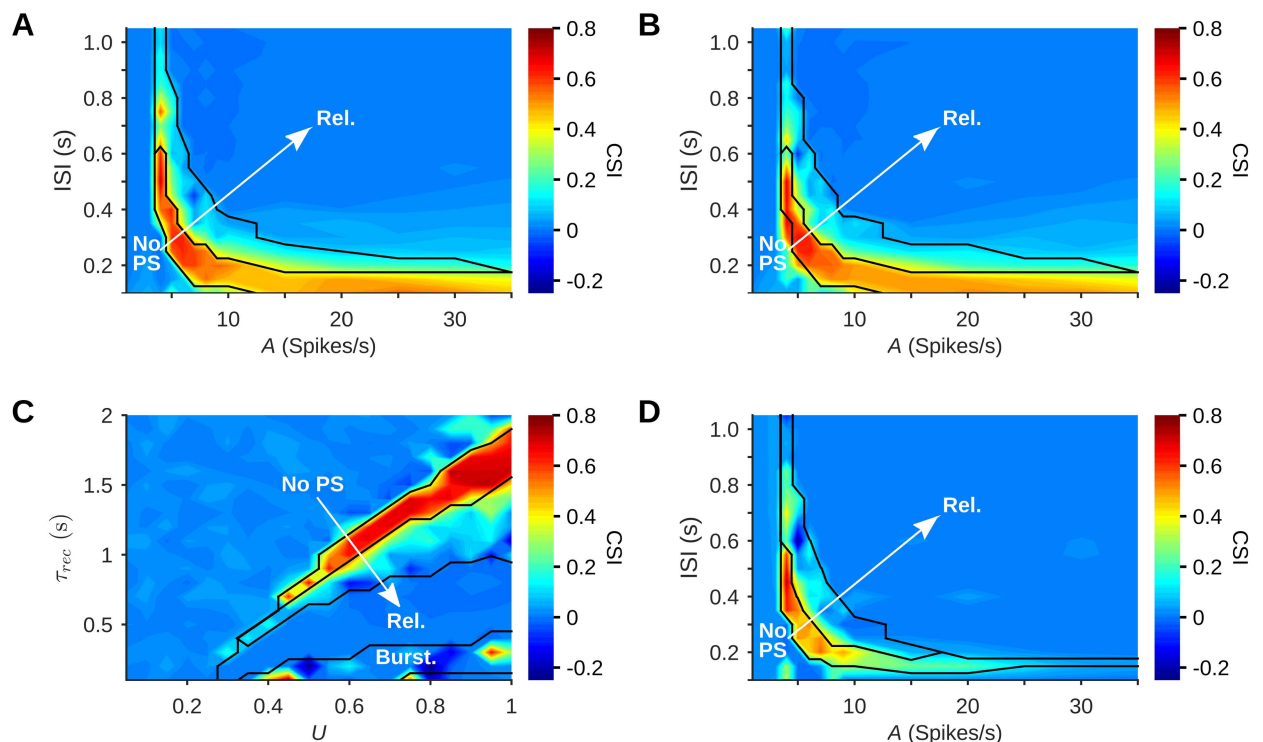 A
B
1.0
0.8
0.6
0.4
0.2
ISI (s)
Rel.
No
PS
10
20
30
A (Spikes/s)
0.8
0.6
0.4
0.2
0
-0.2
CSI
1.0
0.8
0.6
0.4
0.2
ISI (s)
Rel.
No
PS
10
20
30
A (Spikes/s)
0.8
0.6
0.4
0.2
0
-0.2
CSI
C
D
2
1.5
1
0.5
τrec (s)
No PS
Rel.
Burst.
0.2
0.4
0.6
0.8
1
U
0.8
0.6
0.4
0.2
0
-0.2
CSI
1.0
0.8
0.6
0.4
0.2
ISI (s)
Rel.
No
PS
10
20
30
A (Spikes/s)
0.8
0.6
0.4
0.2
0
-0.2
CSI